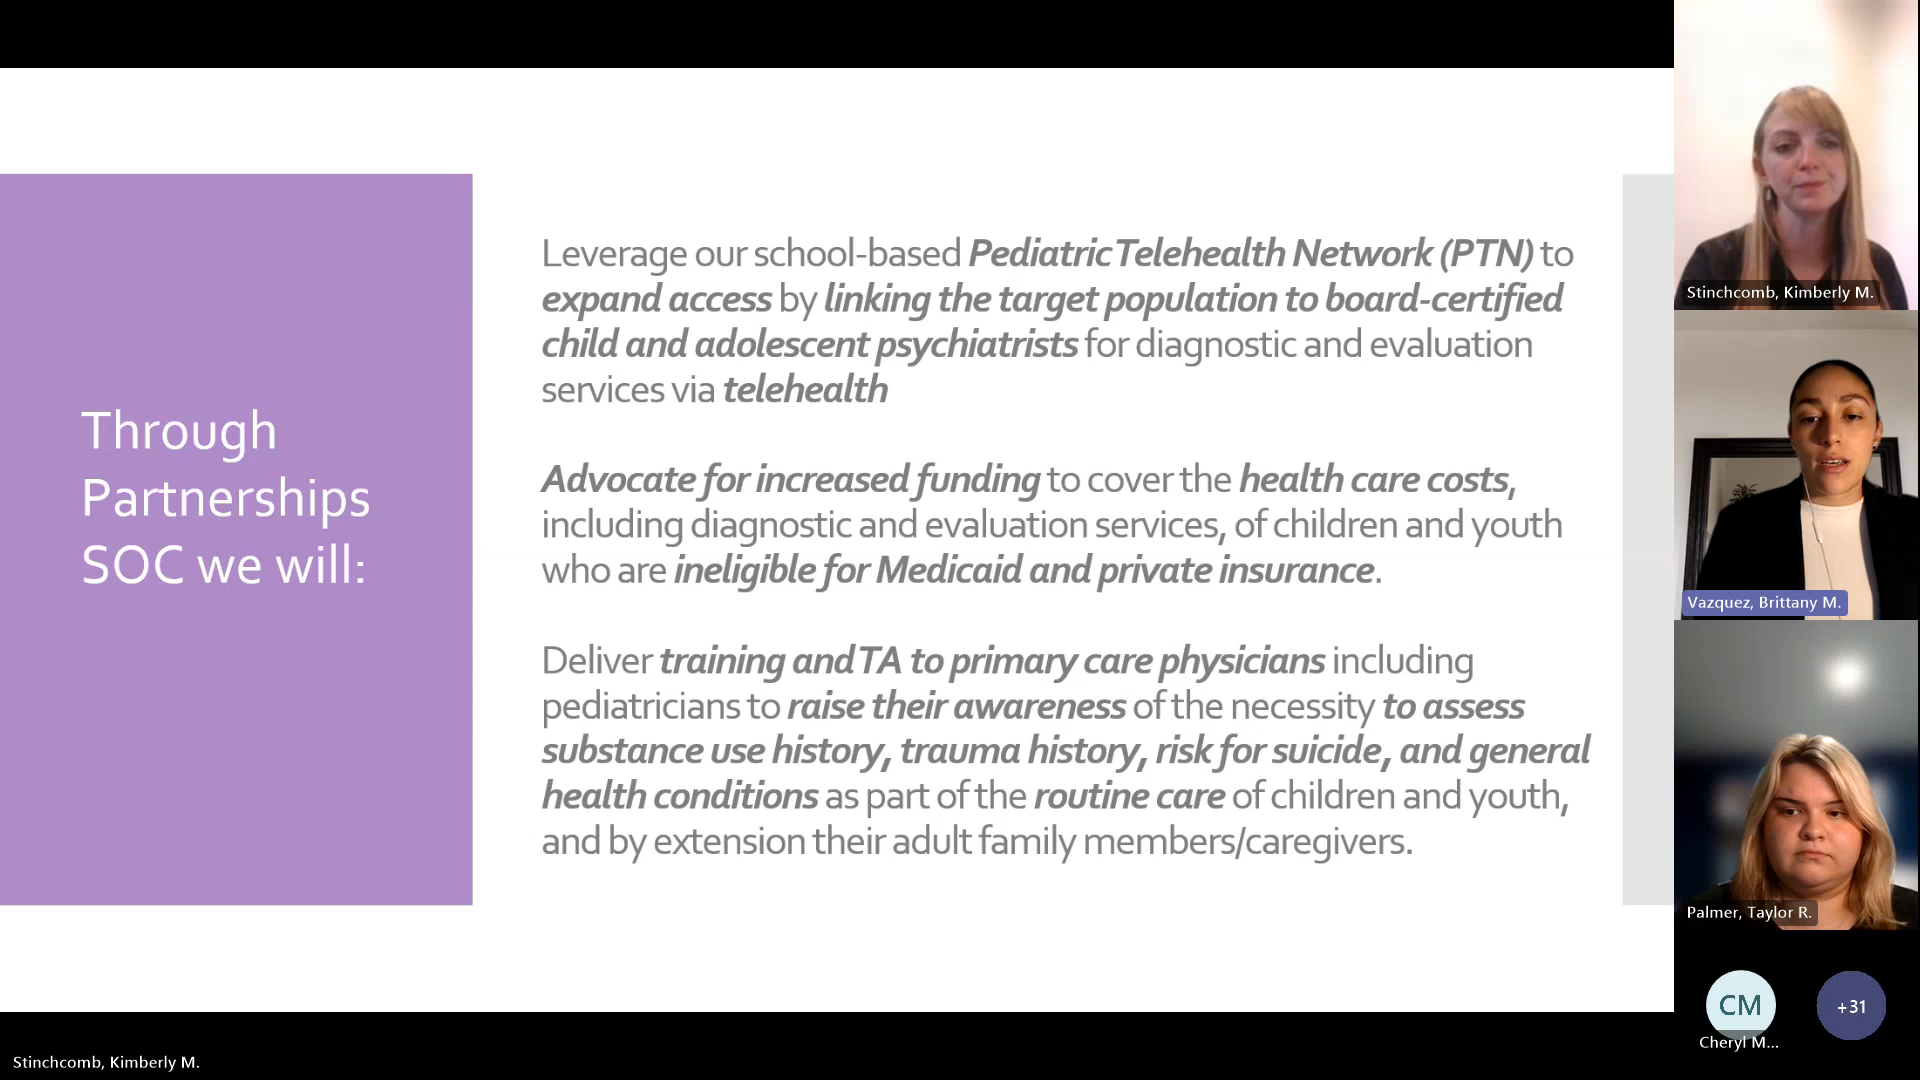 Through
Partnerships
SOC we will:
Leverage our school-based Pediatric Telehealth Network (PTN) to
expand access by linking the target population to board-certified
child and adolescent psychiatrists for diagnostic and evaluation
services via telehealth
Advocate for increased funding to cover the health care costs,
including diagnostic and evaluation services, of children and youth
who are ineligible for Medicaid and private insurance.
Deliver training and TA to primary care physicians including
pediatricians to raise their awareness of the necessity to assess
substance use history, trauma history, risk for suicide, and general
health conditions as part of the routine care of children and youth,
and by extension their adult family members/caregivers.
Stinchcomb, Kimberly M.
Vazquez, Brittany M.
Palmer, Taylor R.
CM
+31
Cheryl M...
Stinchcomb, Kimberly M.